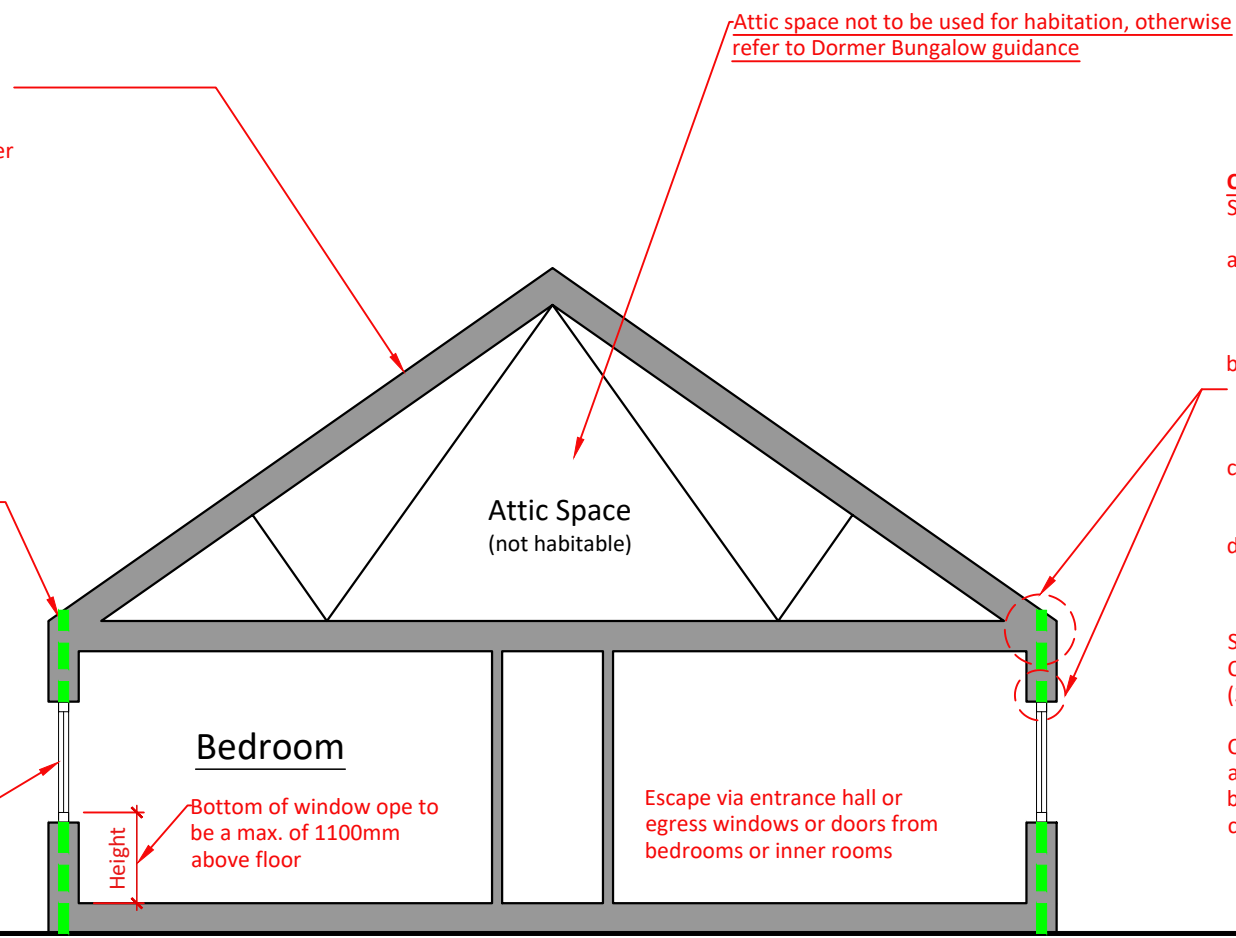 Attic space not to be used for habitation, otherwise
refer to Dormer Bungalow guidance
a
b
c
d
Attic Space
(not habitable)
Bedroom
Bottom of window ope to
be a max. of 1100mm
above floor
Height
Escape via entrance hall or
egress windows or doors from
bedrooms or inner rooms